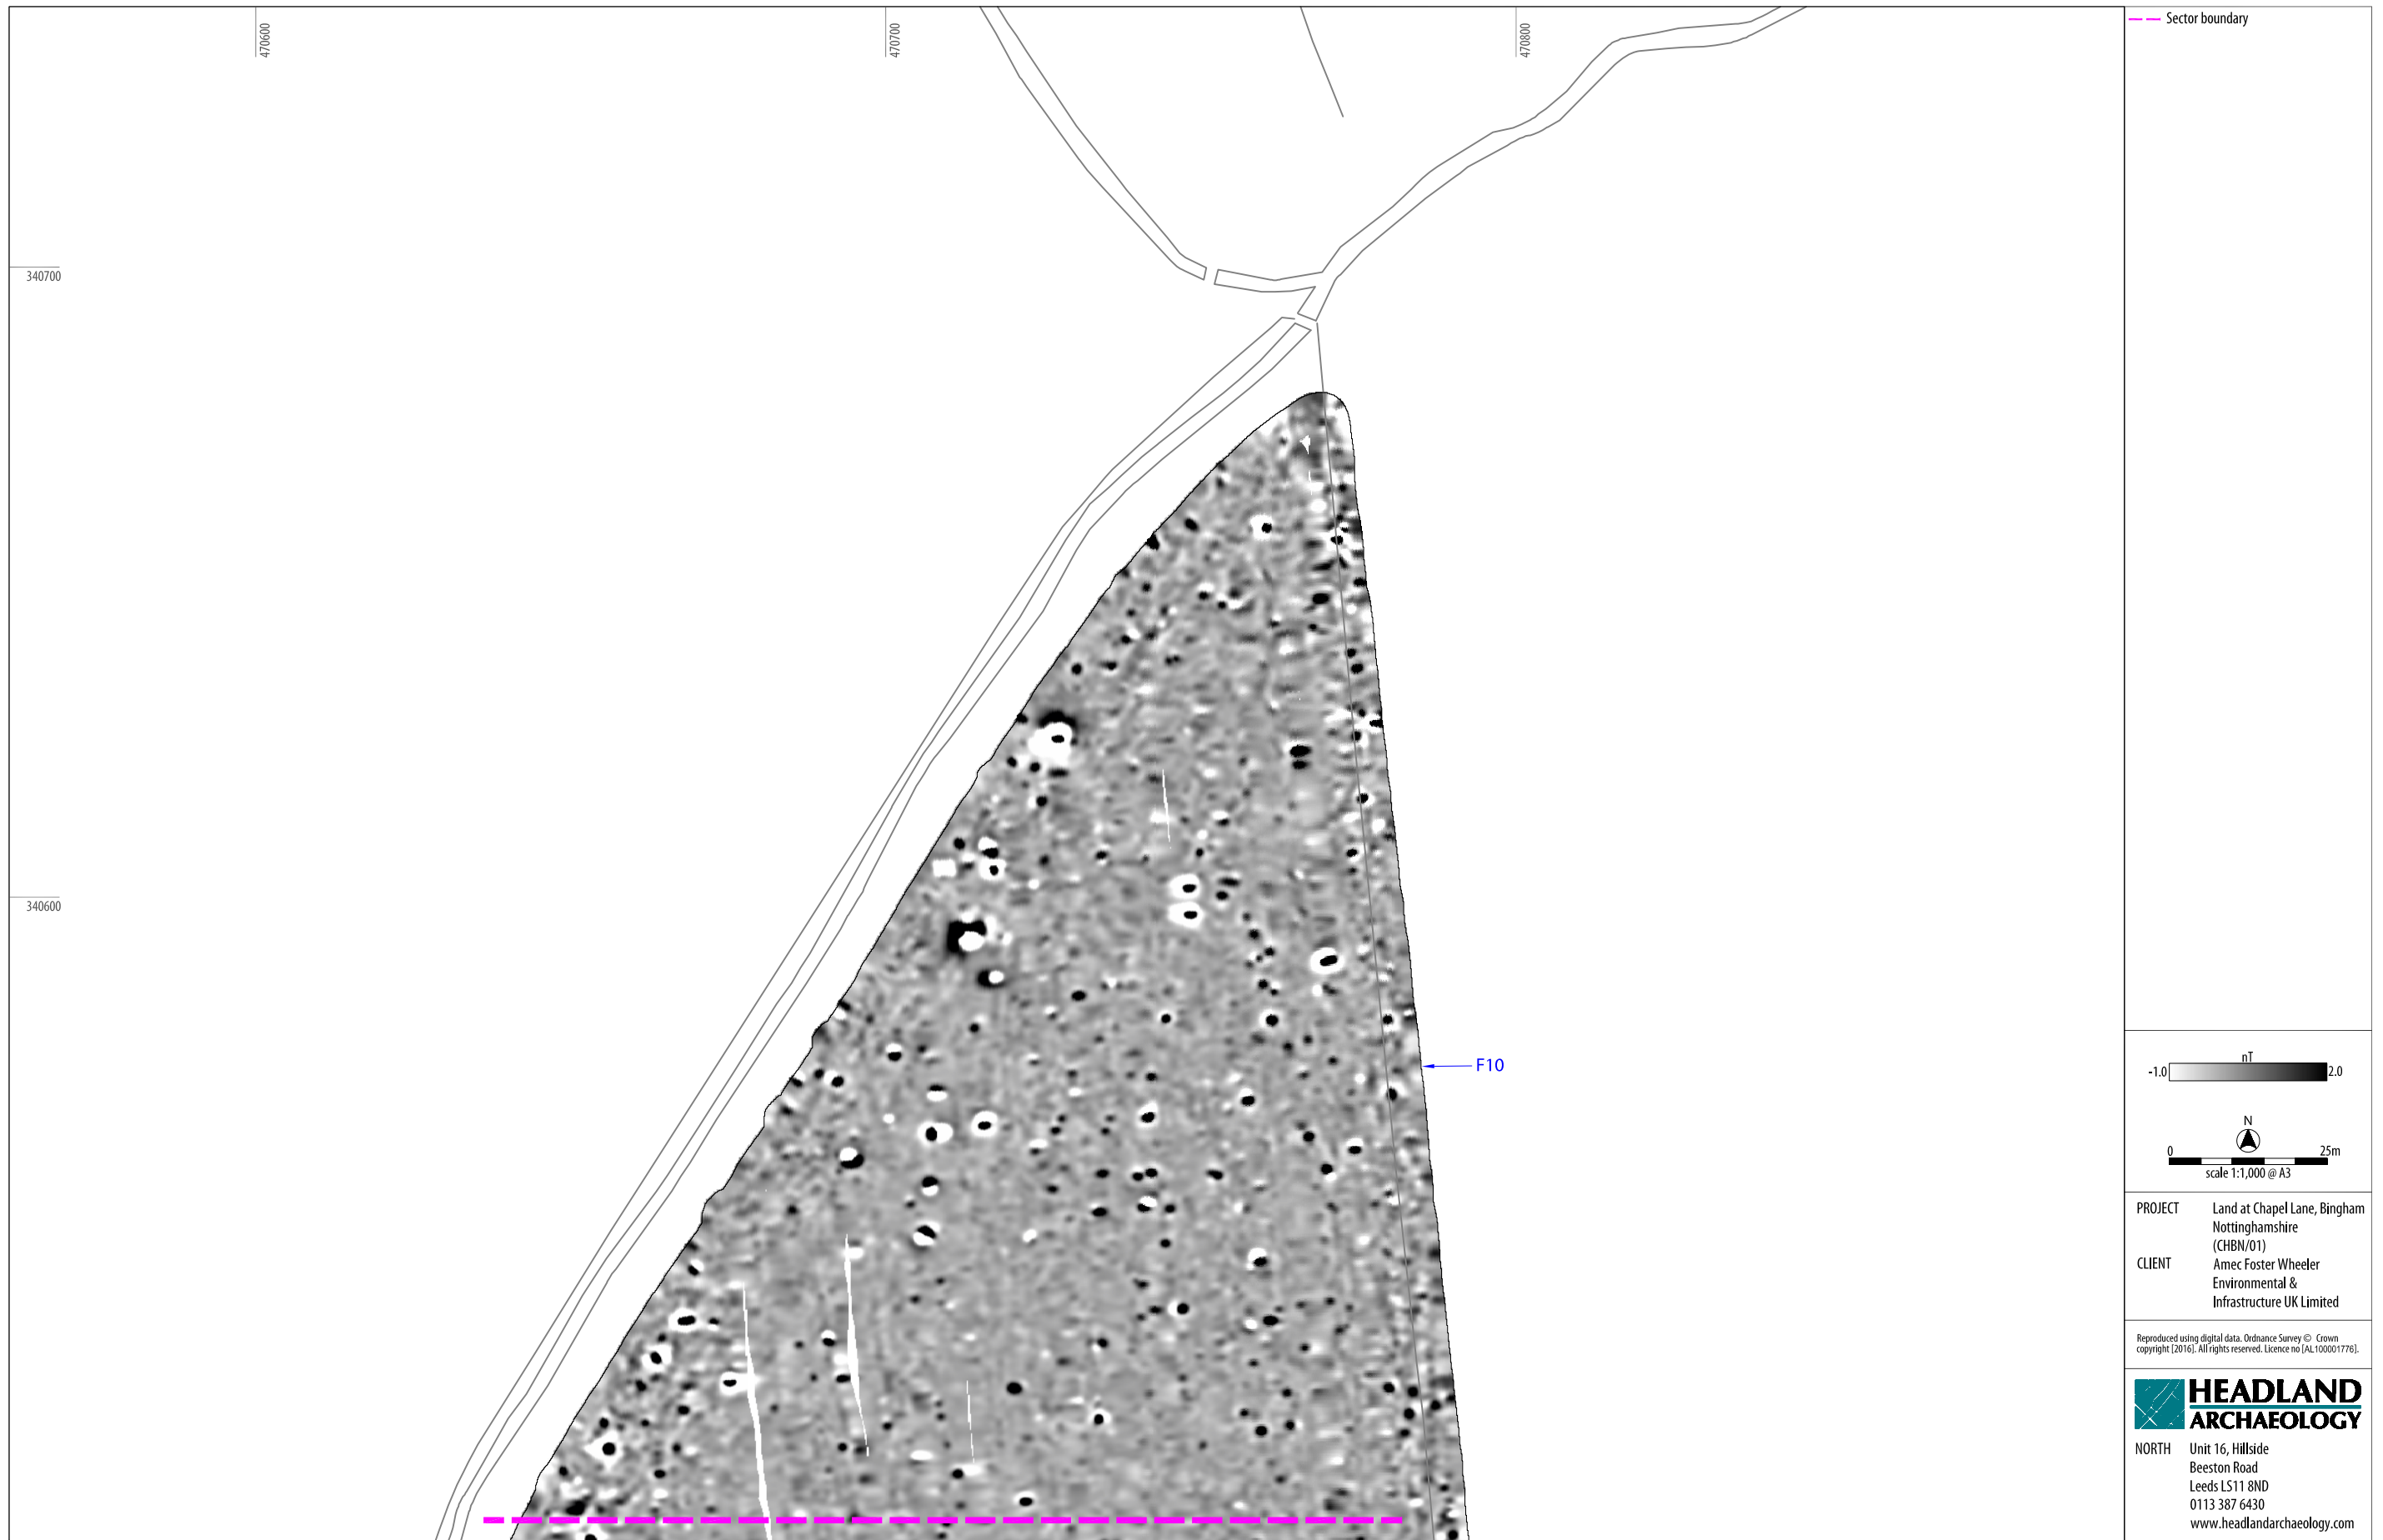 470600
470700
470800
Sector boundary
340700
340600
F10
nT
-1.0 2.0
N
0 25m
scale 1:1,000 @ A3
PROJECT Land at Chapel Lane, Bingham
Nottinghamshire
(CHBN/01)
CLIENT Amec Foster Wheeler
Environmental &
Infrastructure UK Limited
Reproduced using digital data. Ordnance Survey © Crown
copyright [2016]. All rights reserved. Licence no [AL100001776].
HEADLAND
ARCHAEOLOGY
NORTH Unit 16, Hillside
Beeston Road
Leeds LS11 8ND
0113 387 6430
www.headlandarchaeology.com